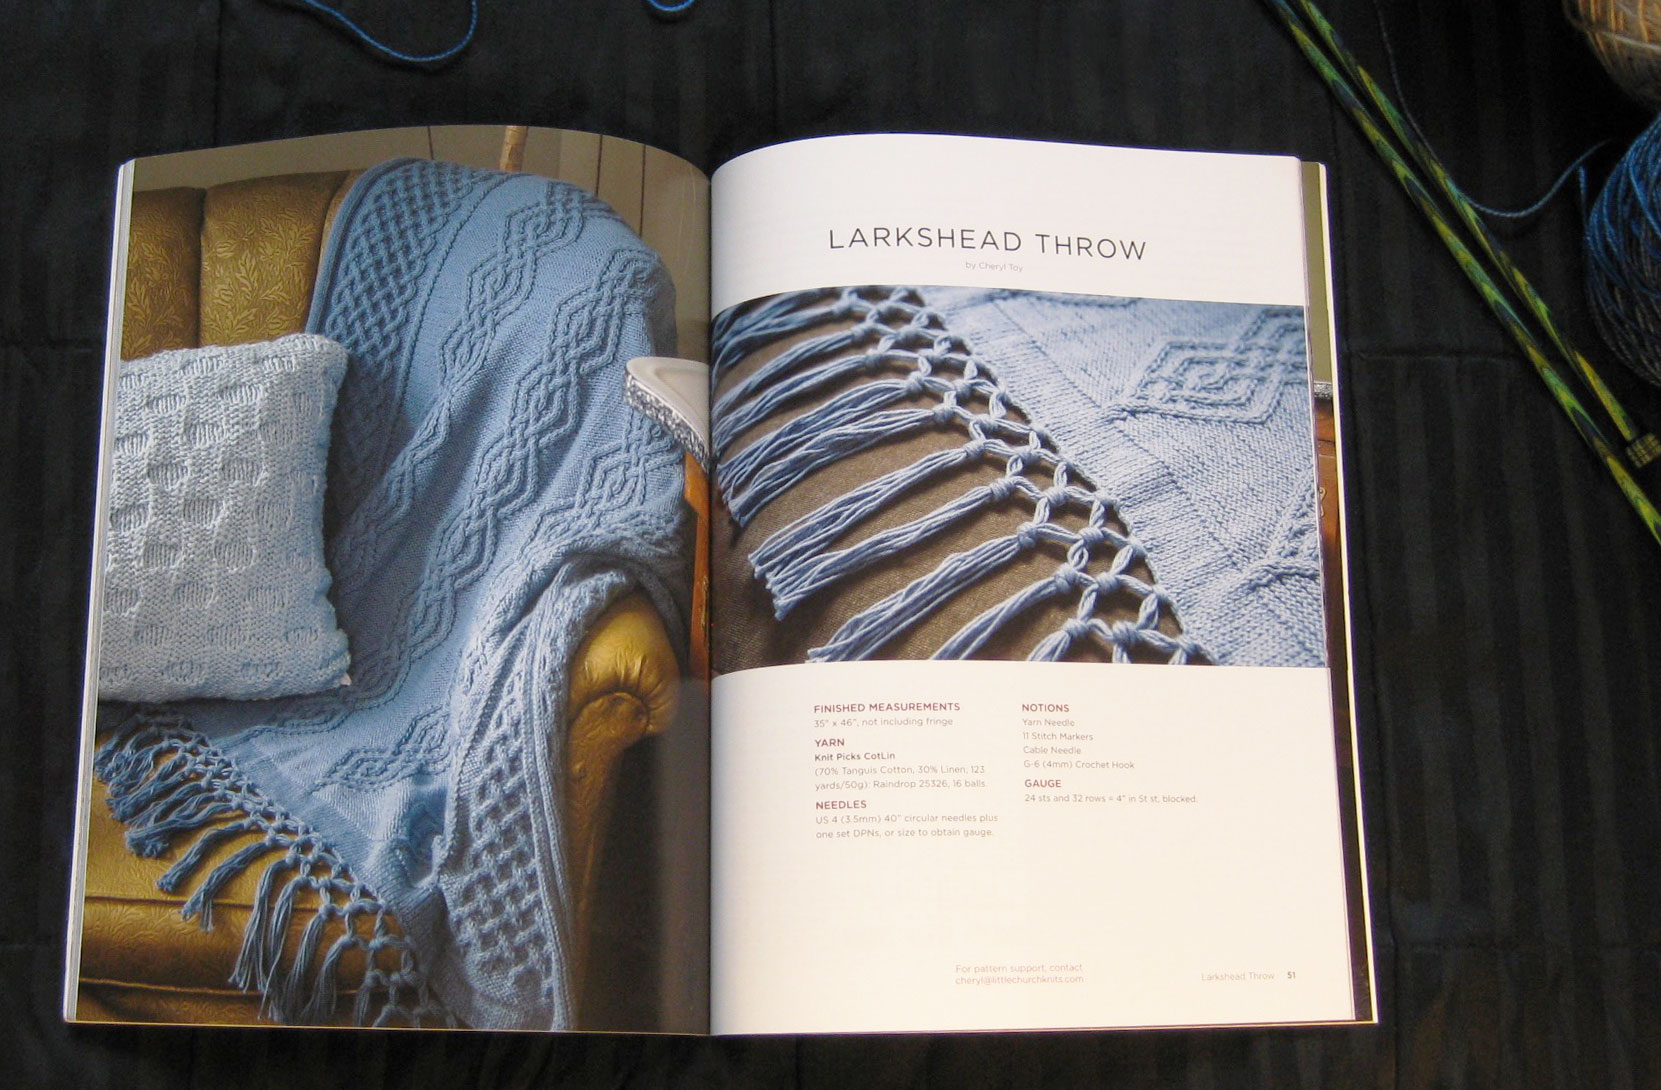 LARKSHEAD THROW
by Cheryl Toy
FINISHED MEASUREMENTS
35" x 46", not including fringe
YARN
Knit Picks CotLin
(70% Tanguis Cotton, 30% Linen; 123
yards/50g): Raindrop 25326, 16 balls.
NEEDLES
US 4 (3.5mm) 40" circular needles plus
one set DPNs, or size to obtain gauge.
NOTIONS
Yarn Needle
11 Stitch Markers
Cable Needle
G-6 (4mm) Crochet Hook
GAUGE
24 sts and 32 rows = 4" in St st, blocked.
For pattern support, contact
cheryl@littlechurchknits.com
Larkshead Throw 51